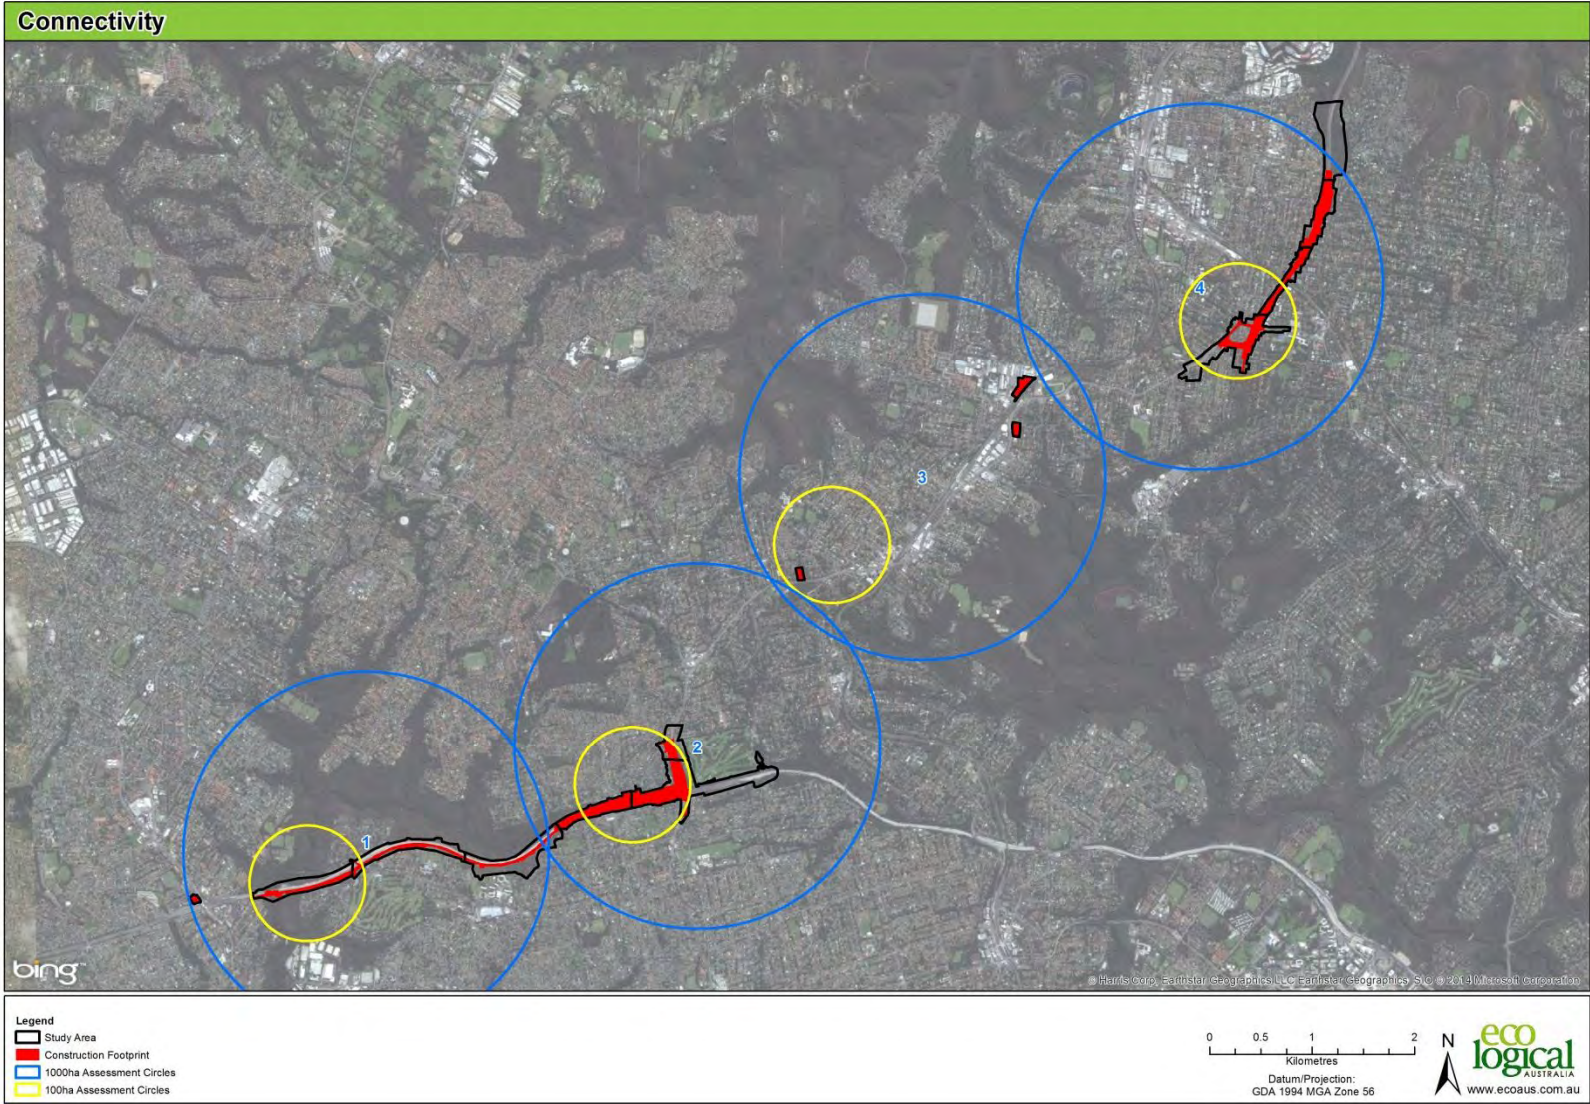 Connectivity
4
3
2
1
bing™
© Harris Corp, Earthstar Geographics LLC Earthstar Geographics SIO © 2014 Microsoft Corporation
Legend
Study Area
Construction Footprint
1000ha Assessment Circles
100ha Assessment Circles
0 0.5 1 2
Kilometres
Datum/Projection:
GDA 1994 MGA Zone 56
N
eco
logical
AUSTRALIA
www.ecoaus.com.au